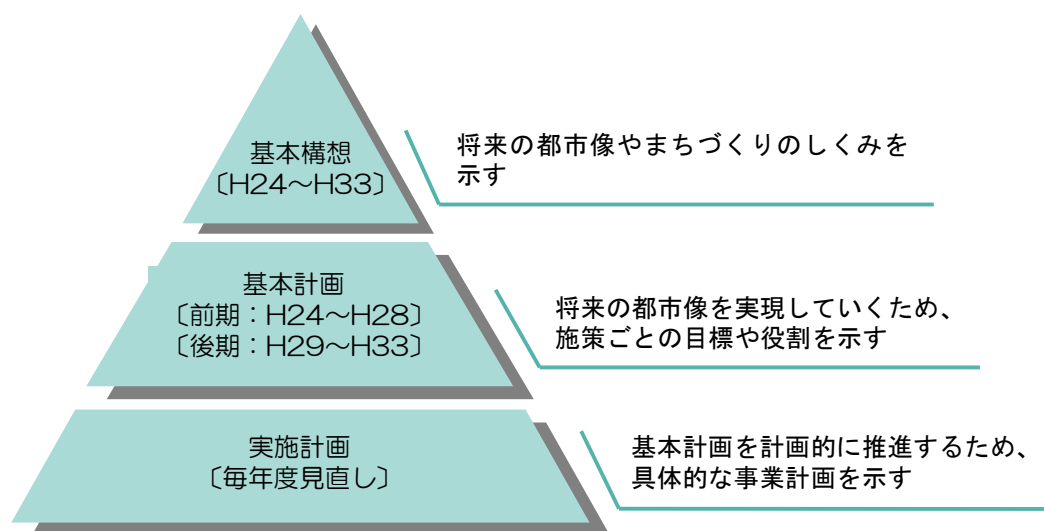 基本構想
〔H24～H33〕
将来の都市像やまちづくりのしくみを
示す
基本計画
〔前期：H24～H28〕
〔後期：H29～H33〕
将来の都市像を実現していくため、
施策ごとの目標や役割を示す
実施計画
〔毎年度見直し〕
基本計画を計画的に推進するため、
具体的な事業計画を示す